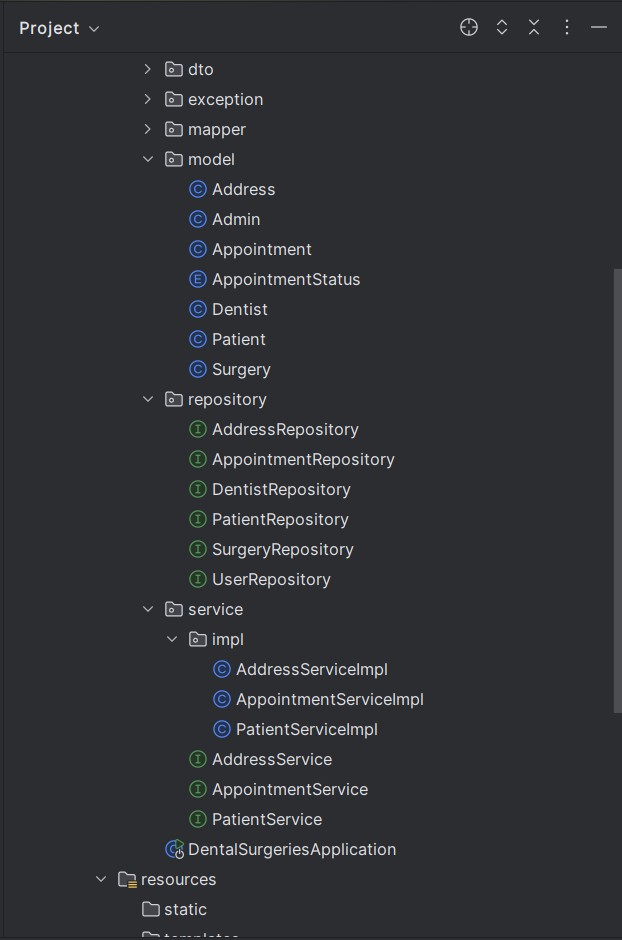 Project
dto
exception
mapper
model
Address
Admin
Appointment
AppointmentStatus
Dentist
Patient
Surgery
repository
AddressRepository
AppointmentRepository
DentistRepository
PatientRepository
SurgeryRepository
UserRepository
service
impl
AddressServiceImpl
AppointmentServiceImpl
PatientServiceImpl
AddressService
AppointmentService
PatientService
DentalSurgeriesApplication
resources
static
templates